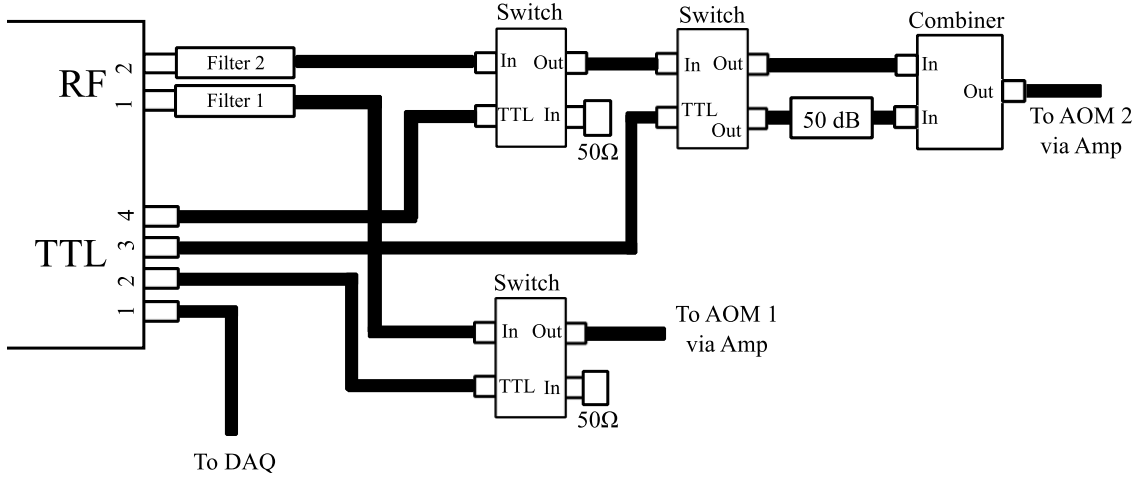 Switch
Switch
Combiner
RF
2
1
Filter 2
Filter 1
In
Out
TTL
In
50Ω
In
Out
TTL
Out
50 dB
In
In
Out
To AOM 2
via Amp
TTL
4
3
2
1
Switch
In
Out
TTL
In
50Ω
To AOM 1
via Amp
To DAQ